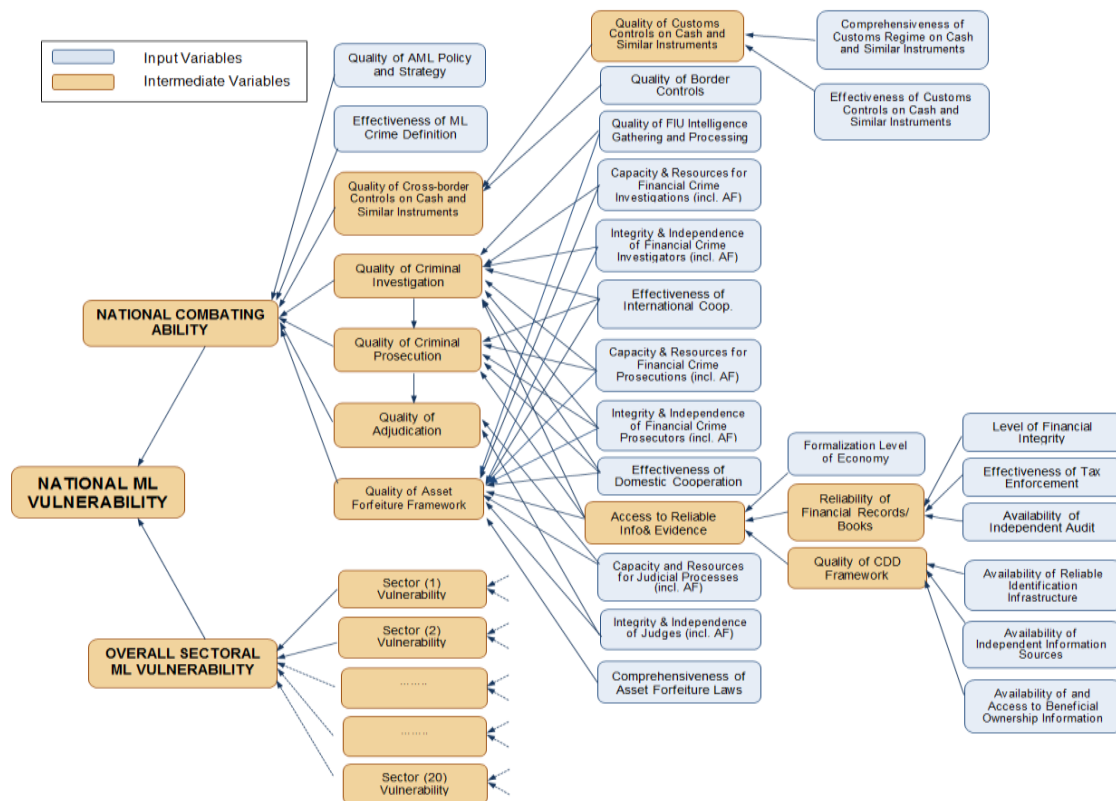 Input Variables
Intermediate Variables
Quality of AML Policy
and Strategy
Effectiveness of ML
Crime Definition
Quality of Cross-border
Controls on Cash and
Similar Instruments
Quality of Criminal
Investigation
Quality of Criminal
Prosecution
Quality of
Adjudication
Quality of Asset
Forfeiture Framework
NATIONAL COMBATING
ABILITY
NATIONAL ML
VULNERABILITY
OVERALL SECTORAL
ML VULNERABILITY
Sector (1)
Vulnerability
Sector (2)
Vulnerability
........
........
Sector (20)
Vulnerability
Quality of Customs
Controls on Cash and
Similar Instruments
Quality of Border
Controls
Quality of FIU Intelligence
Gathering and Processing
Capacity & Resources for
Financial Crime
Investigations (incl. AF)
Integrity & Independence
of Financial Crime
Investigators (incl. AF)
Effectiveness of
International Coop.
Capacity & Resources for
Financial Crime
Prosecutions (incl. AF)
Integrity & Independence
of Financial Crime
Prosecutors (incl. AF)
Effectiveness of
Domestic Cooperation
Access to Reliable
Info& Evidence
Capacity and Resources
for Judicial Processes
(incl. AF)
Integrity & Independence
of Judges (incl. AF)
Comprehensiveness of
Asset Forfeiture Laws
Comprehensiveness of
Customs Regime on Cash
and Similar Instruments
Effectiveness of Customs
Controls on Cash and
Similar Instruments
Formalization Level
of Economy
Reliability of
Financial Records/
Books
Quality of CDD
Framework
Level of Financial
Integrity
Effectiveness of Tax
Enforcement
Availability of
Independent Audit
Availability of Reliable
Identification
Infrastructure
Availability of
Independent Information
Sources
Availability of and
Access to Beneficial
Ownership Information